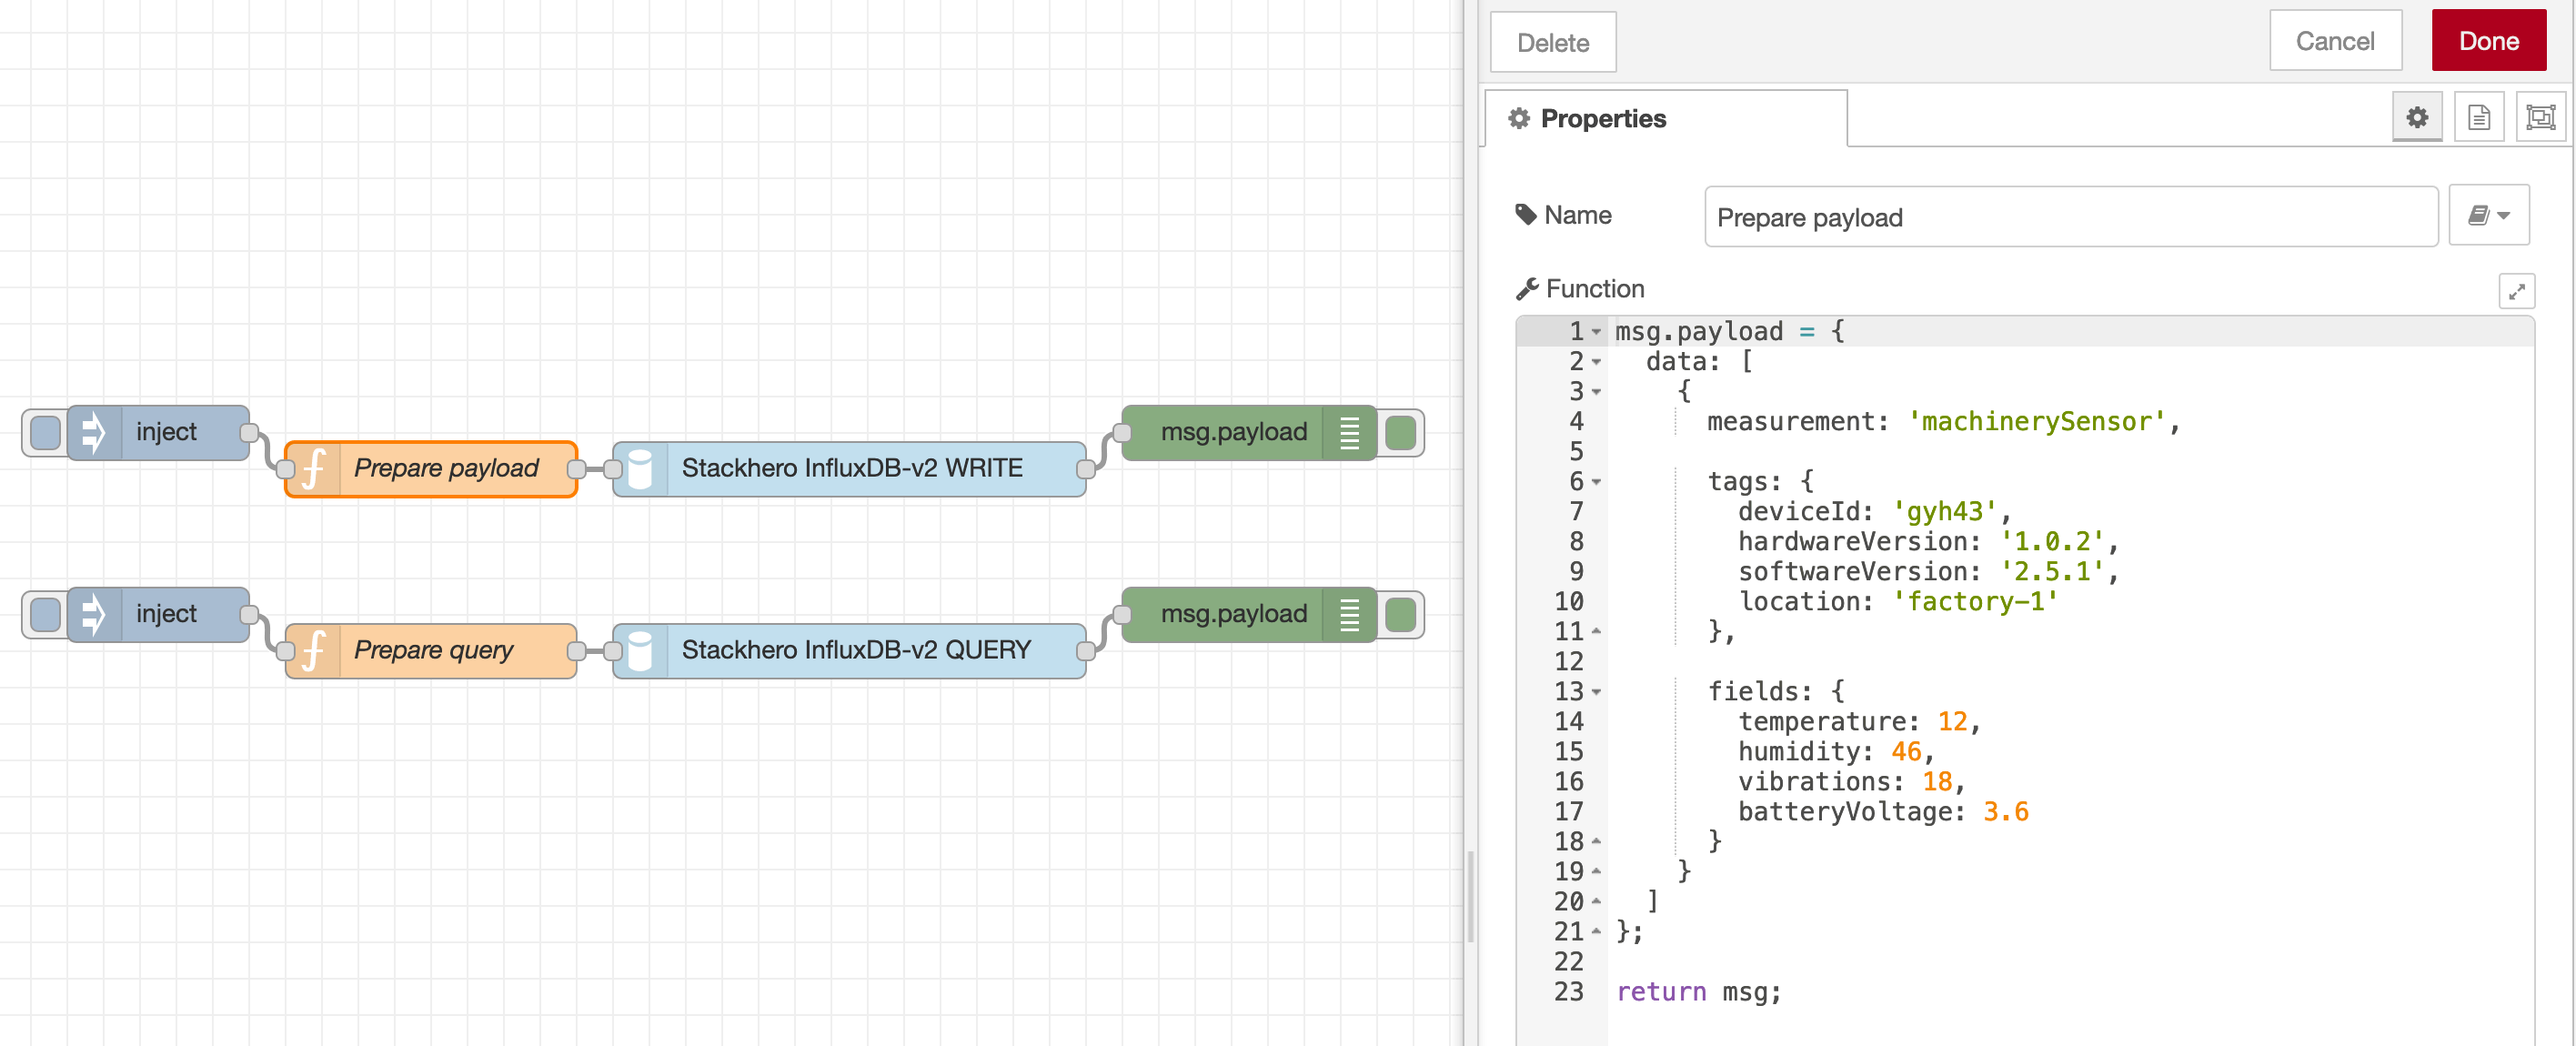 inject
Prepare payload
Stackhero InfluxDB-v2 WRITE
msg.payload
inject
Prepare query
Stackhero InfluxDB-v2 QUERY
msg.payload
Delete
Cancel
Done
Properties
Name
Prepare payload
Function
1 msg.payload = {
2   data: [
3     {
4       measurement: 'machinerySensor',
5
6       tags: {
7         deviceId: 'gyh43',
8         hardwareVersion: '1.0.2',
9         softwareVersion: '2.5.1',
10         location: 'factory-1'
11       },
12
13       fields: {
14         temperature: 12,
15         humidity: 46,
16         vibrations: 18,
17         batteryVoltage: 3.6
18       }
19     }
20   ]
21 };
22
23 return msg;